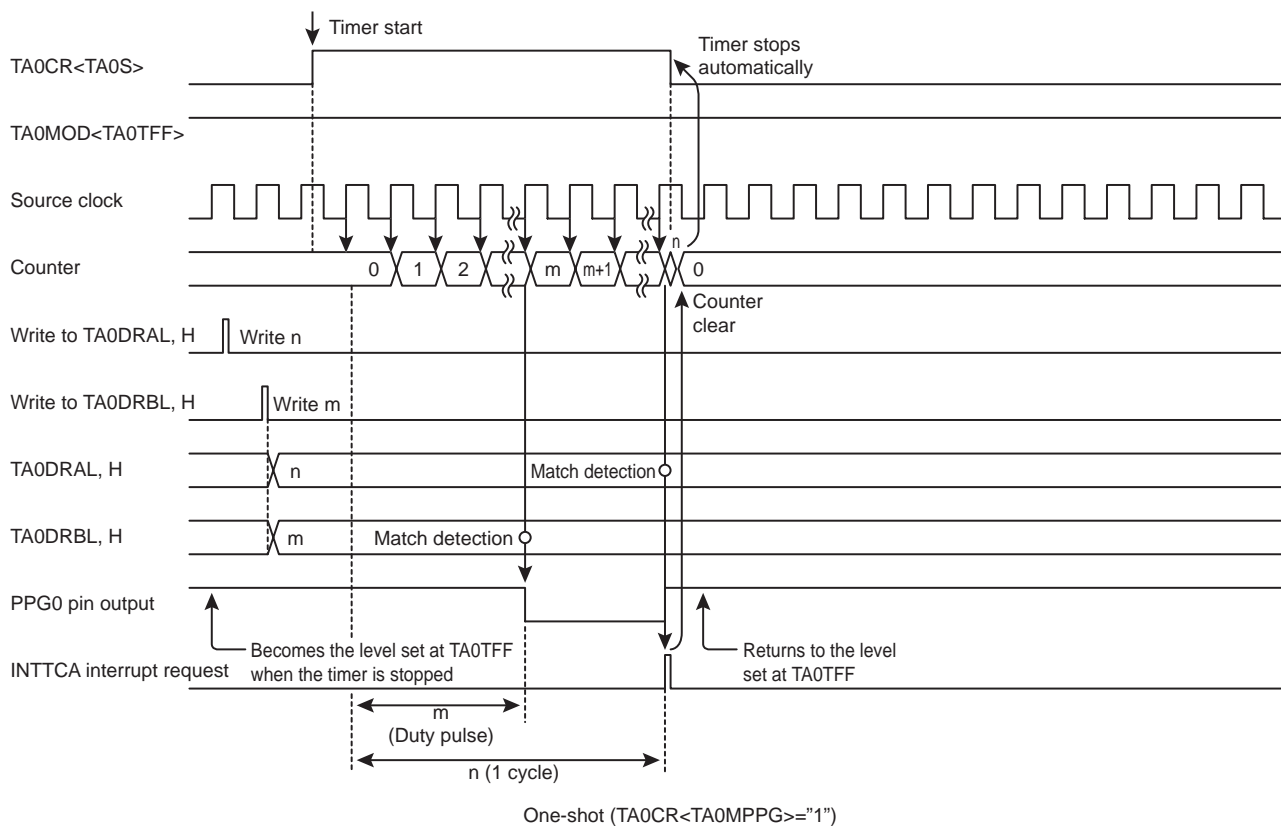 Timer start
TA0CR<TA0S>
Timer stops
automatically
TA0MOD<TA0TFF>
Source clock
n
Counter
0 1 2 m m+1 0
Counter
clear
Write to TA0DRAL, H
Write n
Write to TA0DRBL, H
Write m
TA0DRAL, H
n
Match detection
TA0DRBL, H
m
Match detection
PPG0 pin output
Becomes the level set at TA0TFF
when the timer is stopped
Returns to the level
set at TA0TFF
INTTCA interrupt request
m
(Duty pulse)
n (1 cycle)
One-shot (TA0CR<TA0MPPG>=”1”)